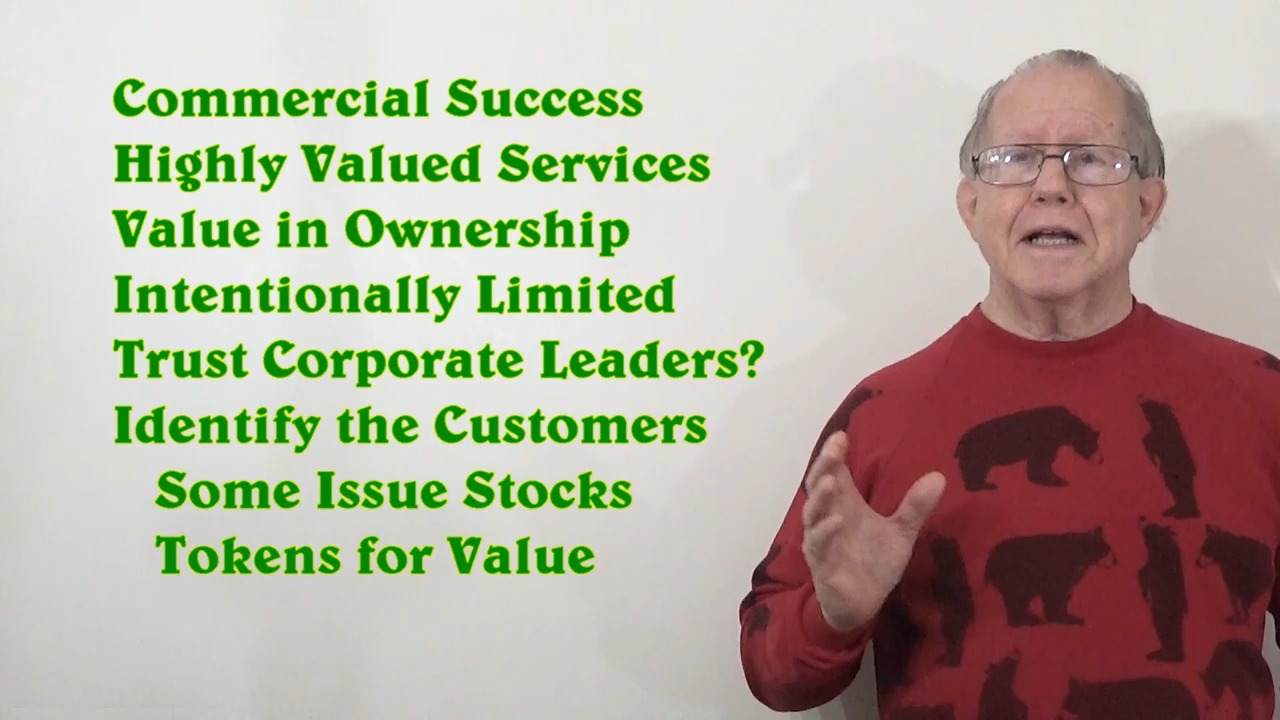 Commercial Success
Highly Valued Services
Value in Ownership
Intentionally Limited
Trust Corporate Leaders?
Identify the Customers
Some Issue Stocks
Tokens for Value